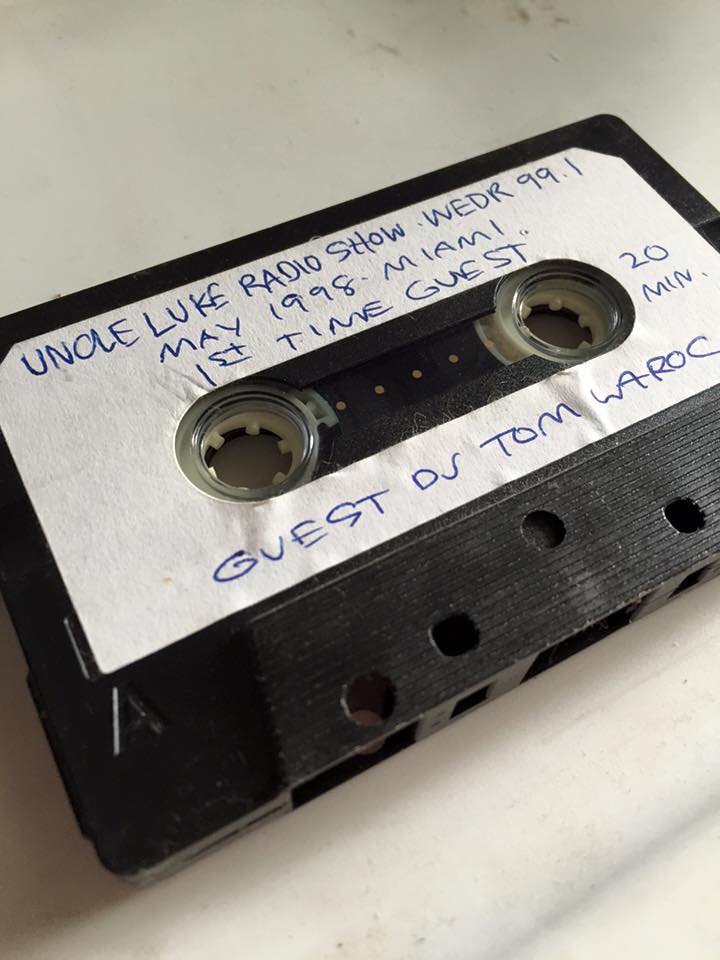 UNCLE LUKE RADIO SHOW. WEDR 99.1
MAY 1998. MIAMI..
1ST TIME GUEST
20
MIN.
GUEST DJ TOM LAROC
A